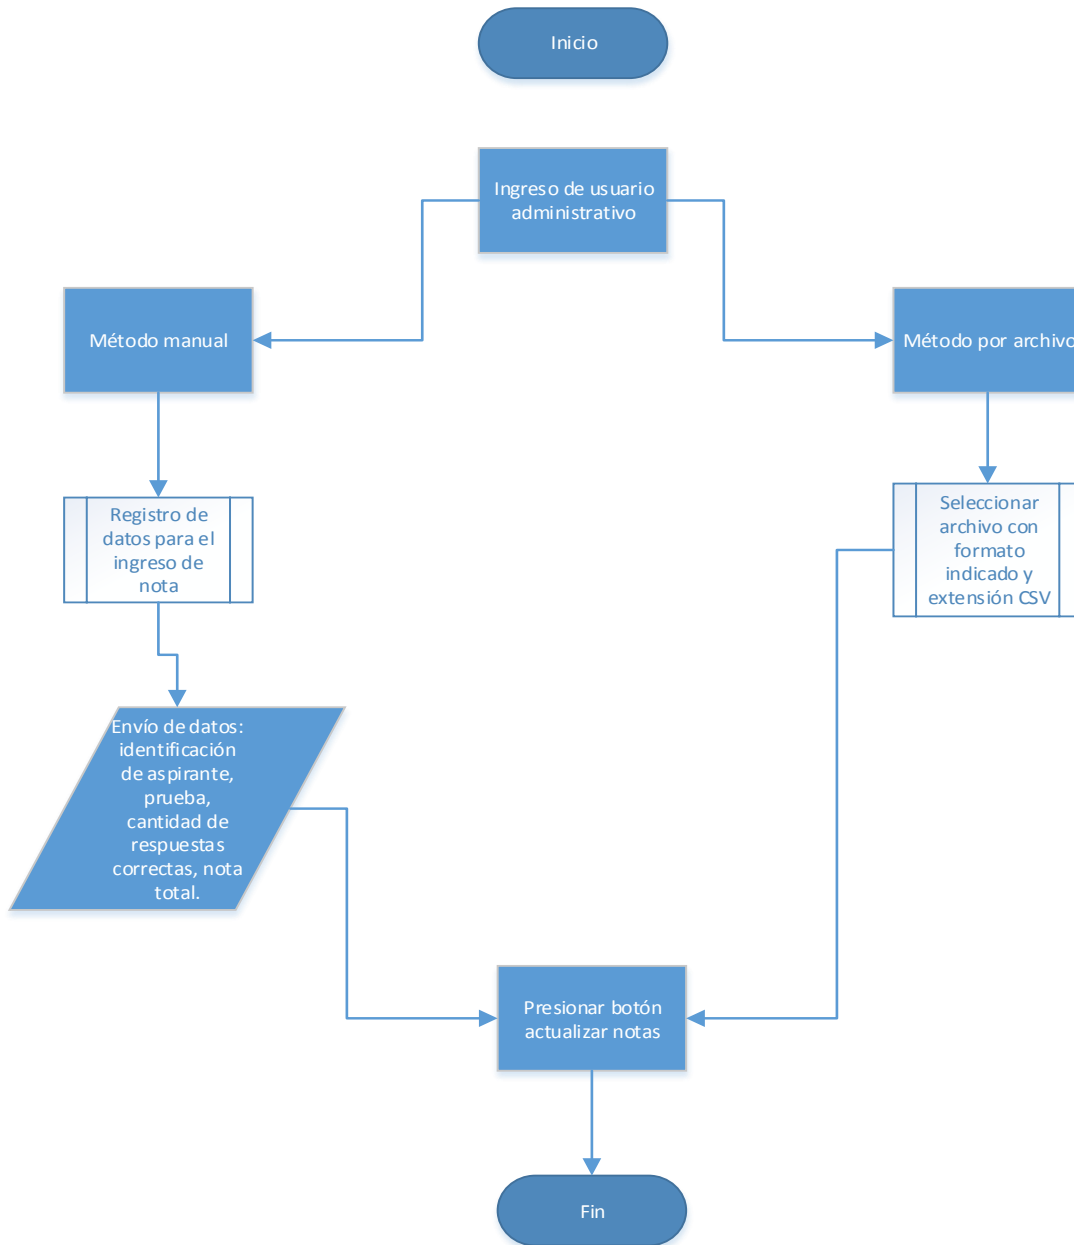 Inicio
Ingreso de usuario
administrativo
Método manual
Método por archivo
Registro de
datos para el
ingreso de
nota
Seleccionar
archivo con
formato
indicado y
extensión CSV
Envío de datos:
identificación
de aspirante,
prueba,
cantidad de
respuestas
correctas, nota
total.
Presionar botón
actualizar notas
Fin